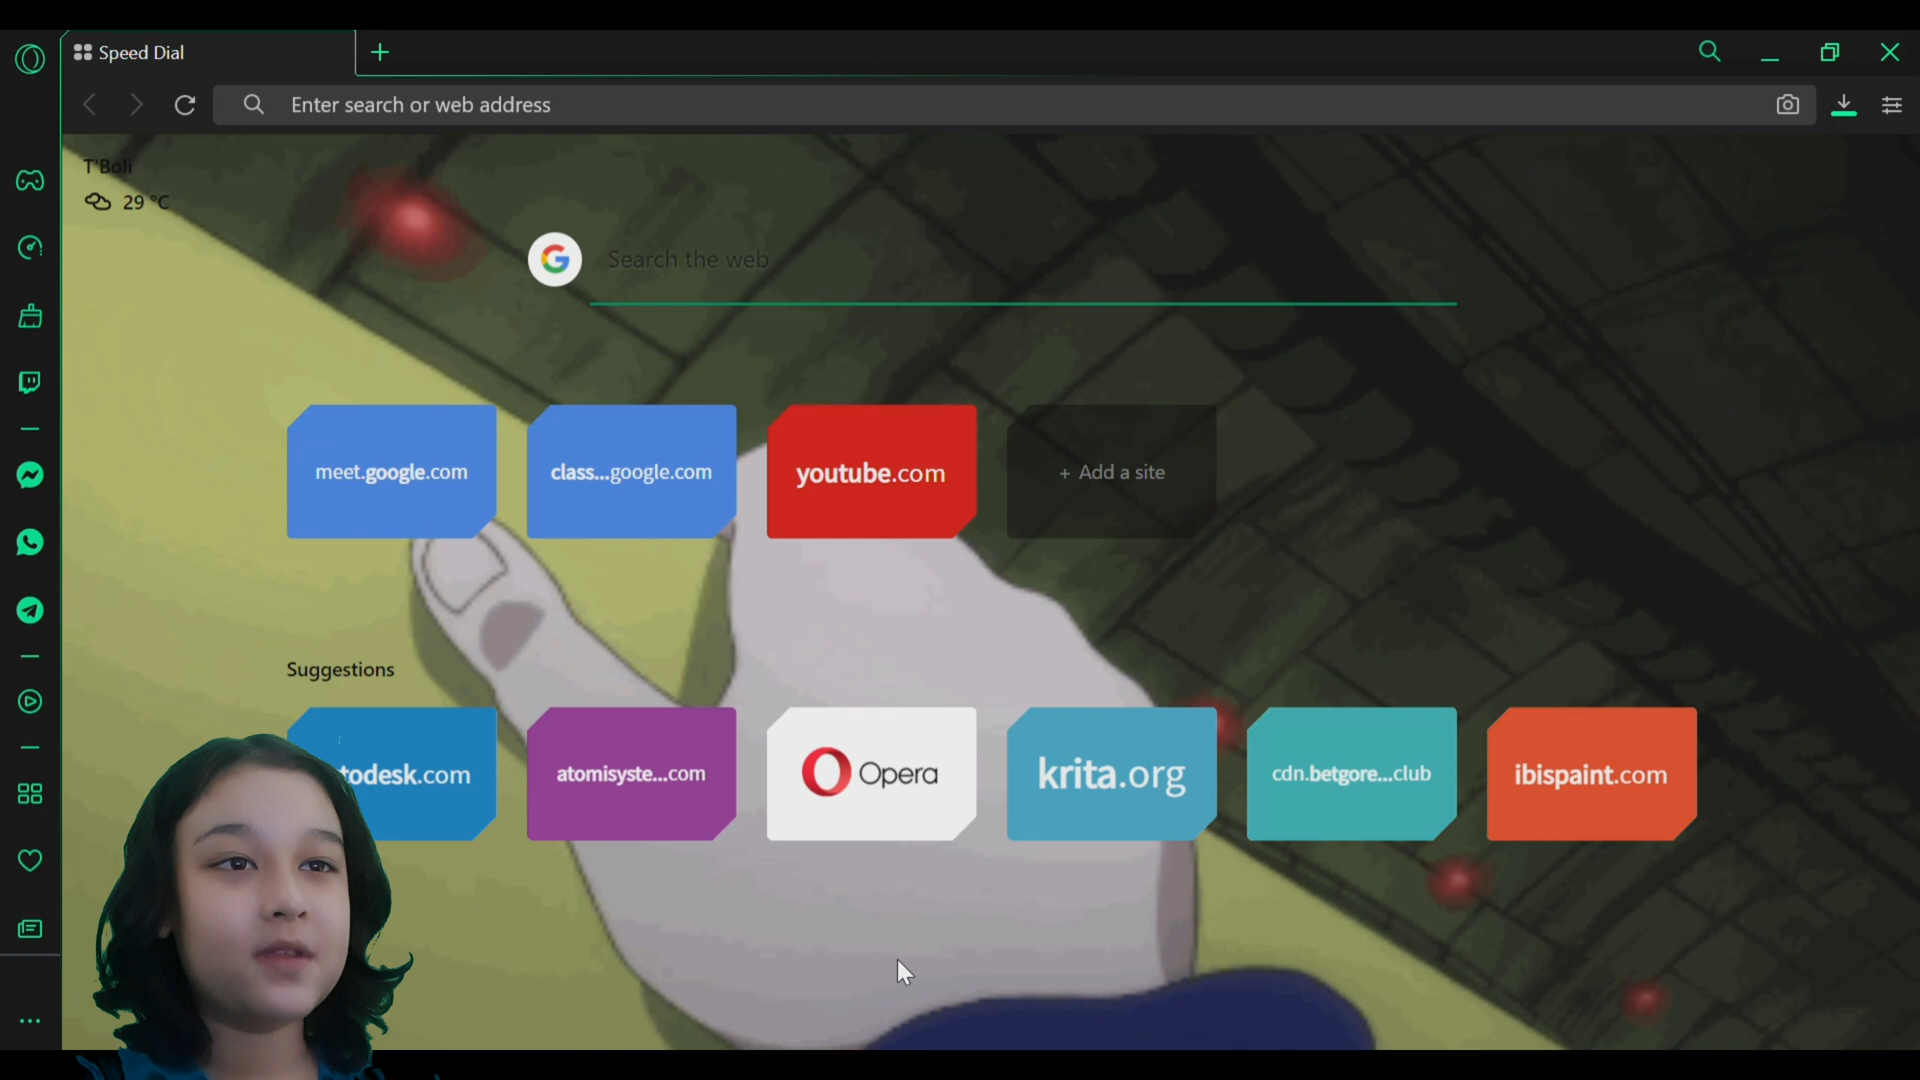 Speed Dial
Enter search or web address
T'Boli
29 °C
Search the web
meet.google.com
class...google.com
youtube.com
+ Add a site
Suggestions
todesk.com
atomisyste...com
Opera
krita.org
cdn.betgore...club
ibispaint.com